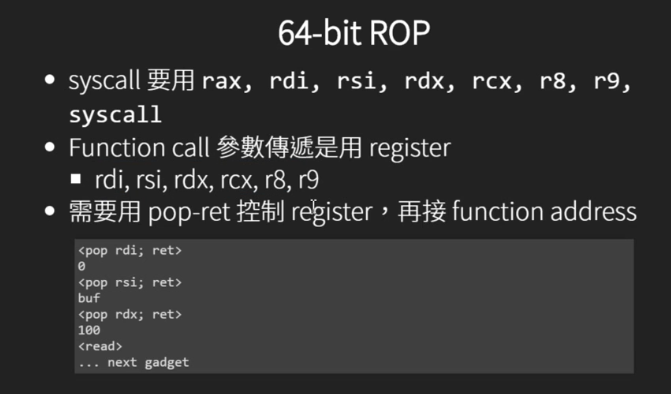 64-bit ROP
• syscall 要用 rax, rdi, rsi, rdx, rcx, r8, r9,
syscall
• Function call 參數傳遞是用 register
▪ rdi, rsi, rdx, rcx, r8, r9
• 需要用 pop-ret 控制 register，再接 function address
<pop rdi; ret>
0
<pop rsi; ret>
buf
<pop rdx; ret>
100
<read>
... next gadget